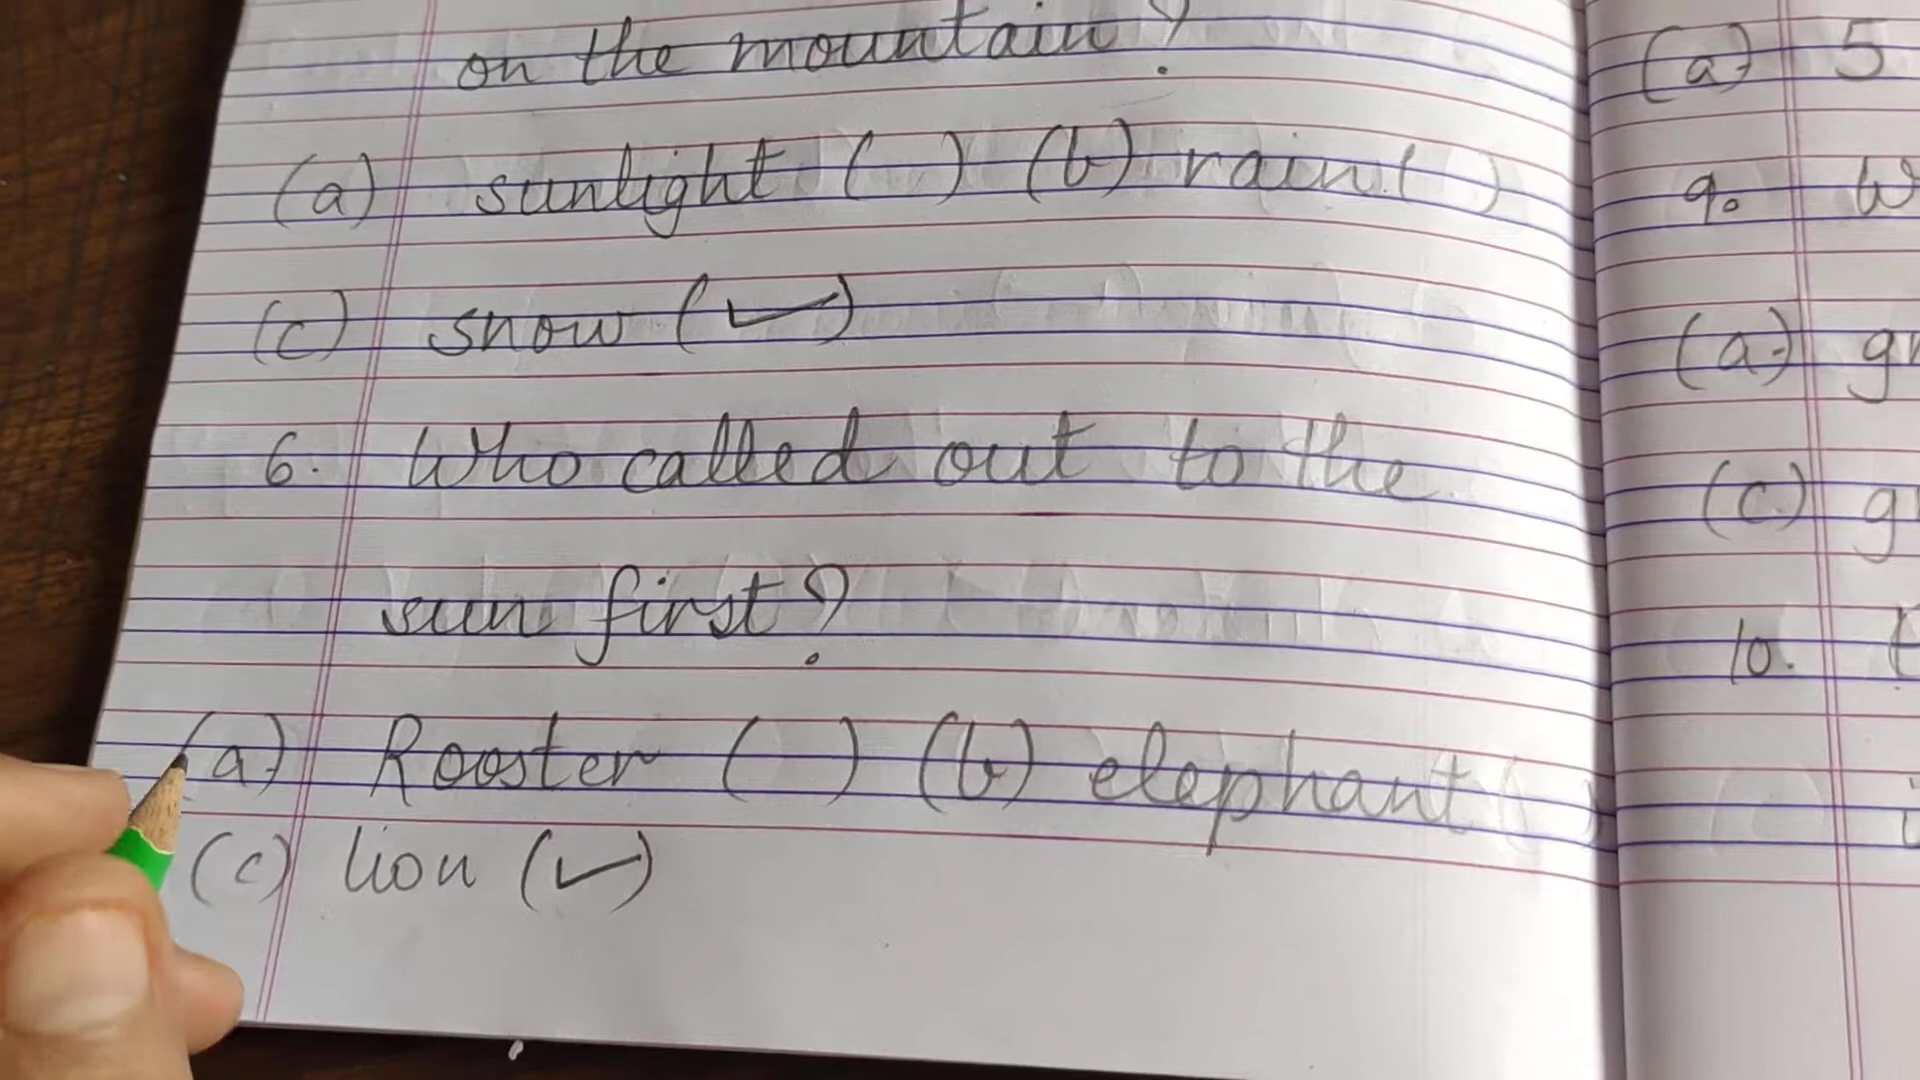 on the mountain?
(a) sunlight ( ) (b) rain ( )
(c) snow (✓)
6. Who called out to the
sun first?
(a) Rooster ( ) (b) elephant ( )
(c) lion (✓)
(a) 5
9. W
(a) gr
(c) g
10.